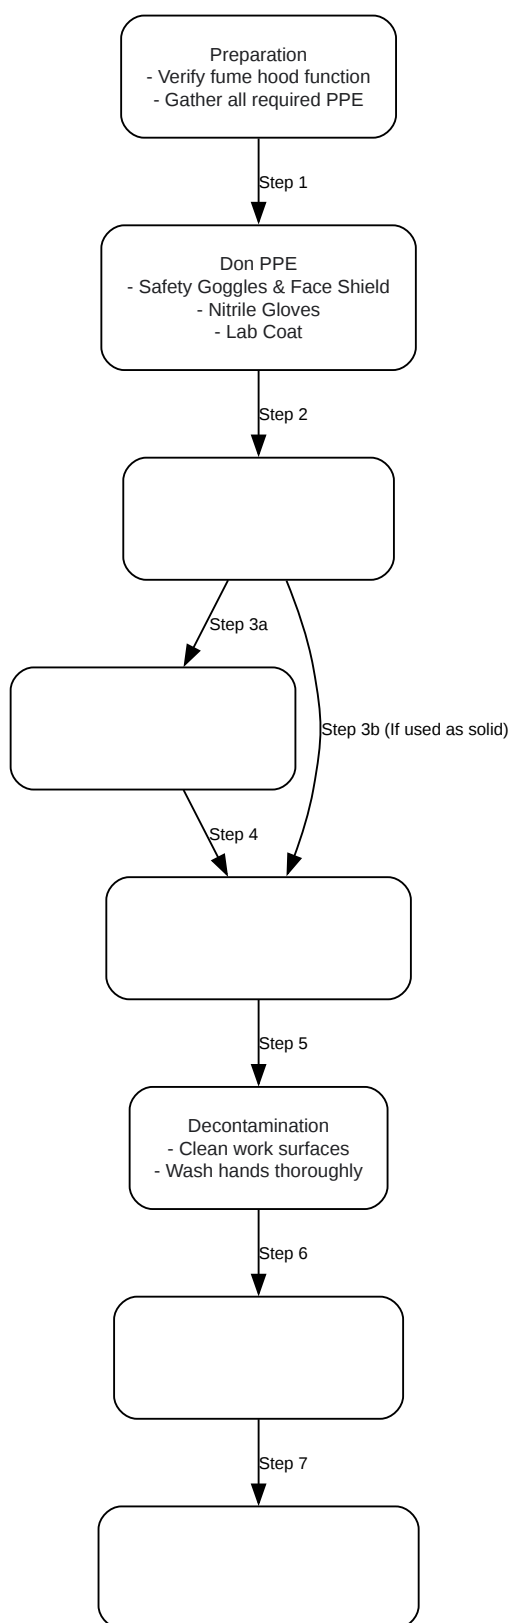 Preparation
- Verify fume hood function
- Gather all required PPE
Step 1
Don PPE
- Safety Goggles & Face Shield
- Nitrile Gloves
- Lab Coat
Step 2
Step 3a
Step 3b (If used as solid)
Step 4
Step 5
Decontamination
- Clean work surfaces
- Wash hands thoroughly
Step 6
Step 7